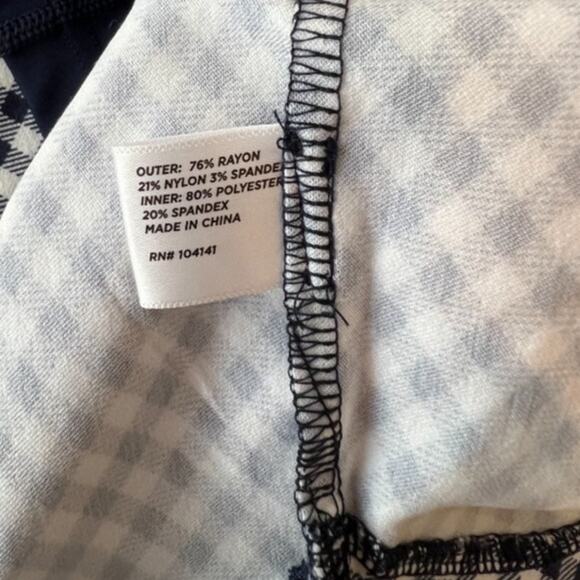 OUTER: 76% RAYON
21% NYLON 3% SPANDEX
INNER: 80% POLYESTER
20% SPANDEX
MADE IN CHINA
RN# 104141